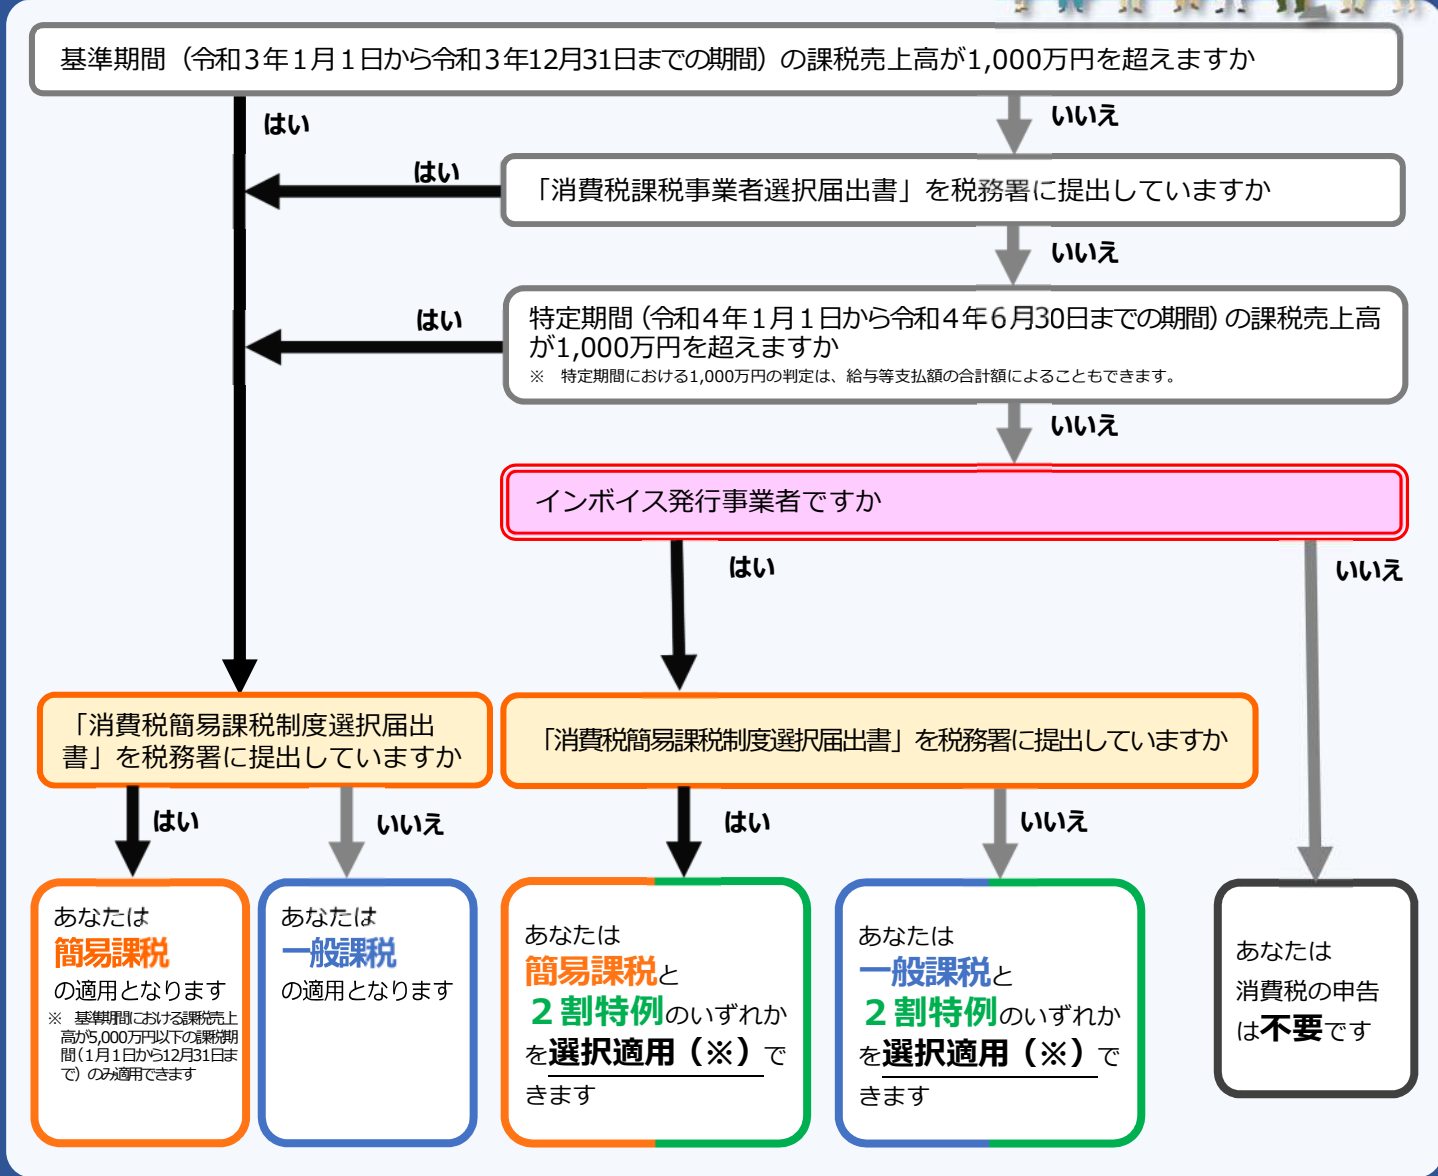 基準期間（令和３年１月１日から令和３年12月31日までの期間）の課税売上高が1,000万円を超えますか
はい
いいえ
はい
「消費税課税事業者選択届出書」を税務署に提出していますか
いいえ
はい
特定期間（令和４年１月１日から令和４年６月30日までの期間）の課税売上高
が1,000万円を超えますか
※　特定期間における1,000万円の判定は、給与等支払額の合計額によることもできます。
いいえ
インボイス発行事業者ですか
はい
いいえ
「消費税簡易課税制度選択届出
書」を税務署に提出していますか
「消費税簡易課税制度選択届出書」を税務署に提出していますか
はい
いいえ
はい
いいえ
あなたは
簡易課税
の適用となります
※　基準期間における課税売上
高が5,000万円以下の課税期
間（１月１日から12月31日ま
で）のみ適用できます
あなたは
一般課税
の適用となります
あなたは
簡易課税と
２割特例のいずれか
を選択適用（※）で
きます
あなたは
一般課税と
２割特例のいずれか
を選択適用（※）で
きます
あなたは
消費税の申告
は不要です